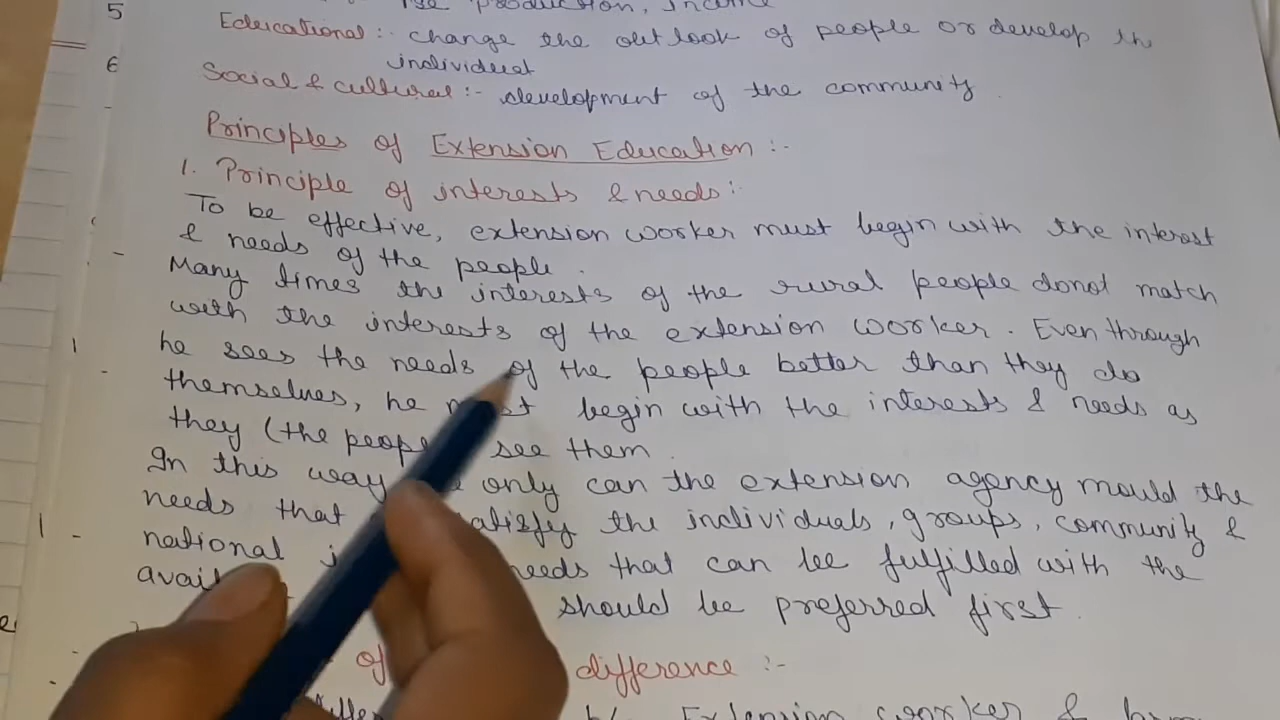 5
production,
Educational :- change the outlook of people or develop th
individual
6
Social & cultural :- development of the community
Principles of Extension Education :-
1. Principle of interests & needs :-
To be effective, extension worker must begin with the interest
& needs of the people.
Many times the interests of the rural people donot match
with the interests of the extension worker. Even through
he sees the needs of the people better than they do
themselves, he must begin with the interests & needs as
they (the people see them.
In this way only can the extension agency mould the
needs that satisfy the individuals, groups, community &
national needs that can be fulfilled with the
should be preferred first.
of difference :-
Extension worker &